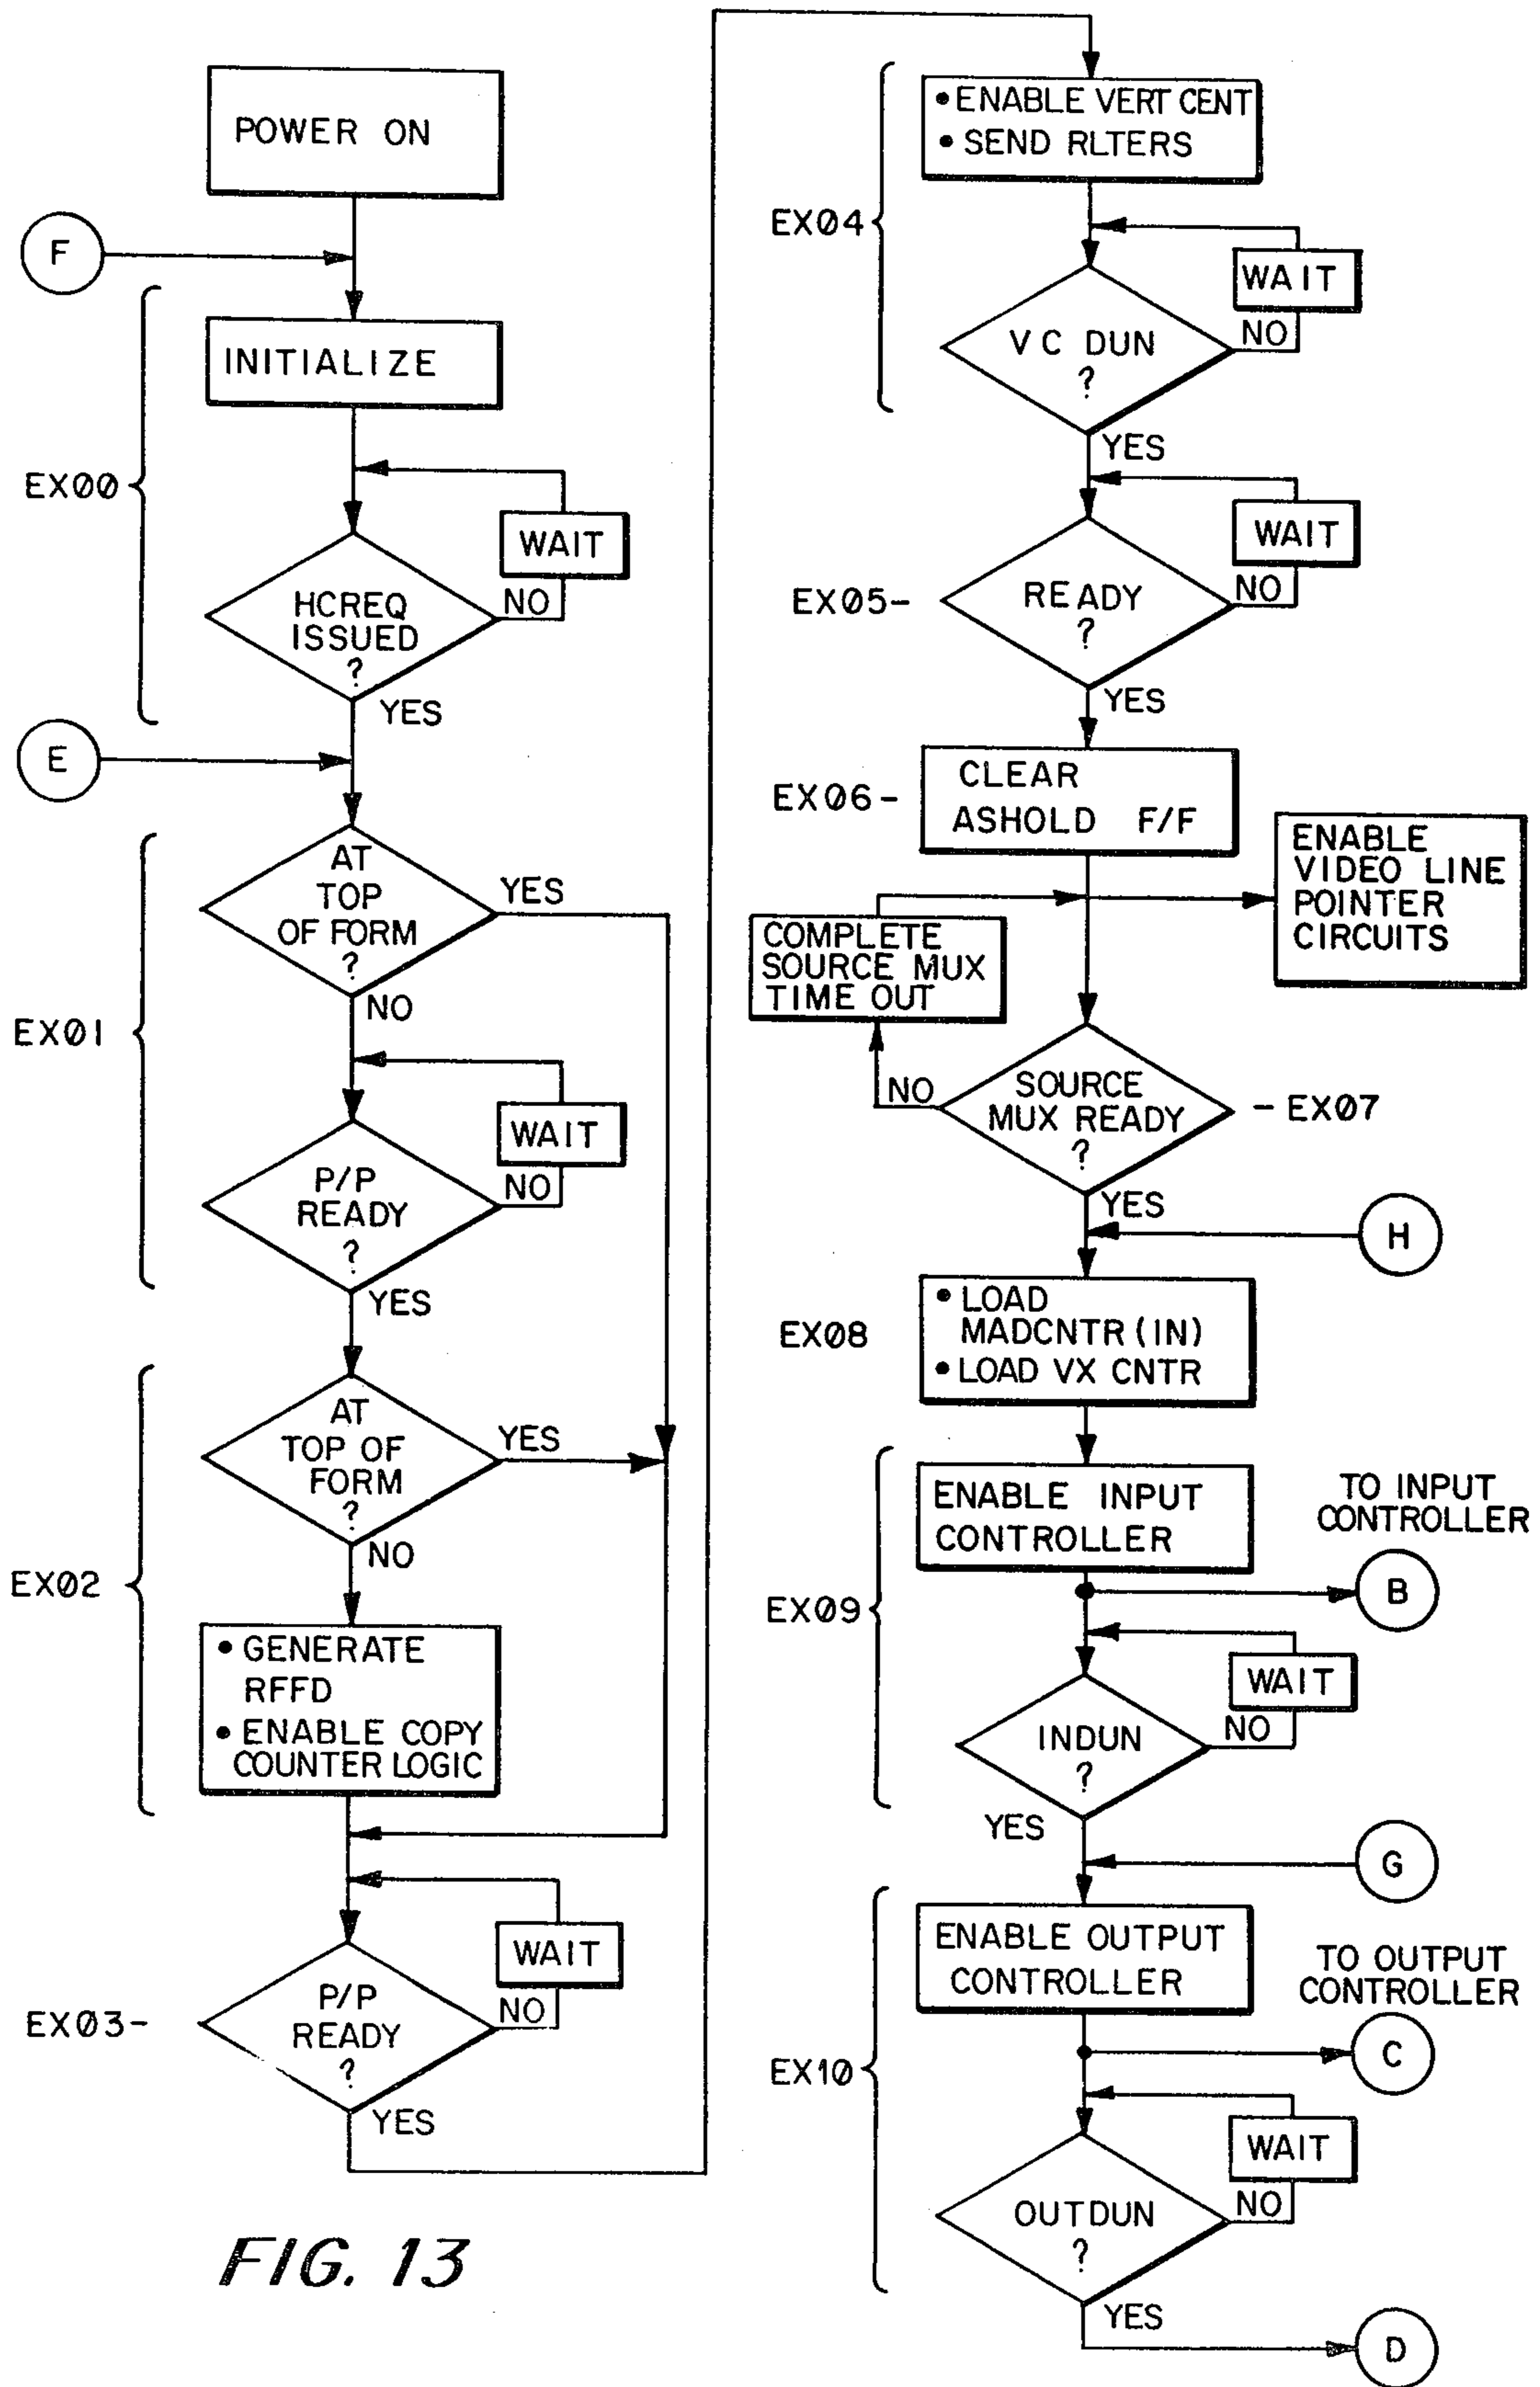 POWER ON
F
INITIALIZE
EX00
WAIT
HCREQ
ISSUED
?
NO
YES
E
AT
TOP
OF FORM
?
YES
NO
EX01
WAIT
P/P
READY
?
NO
YES
AT
TOP OF
FORM
?
YES
NO
EX02
• GENERATE
RFFD
• ENABLE COPY
COUNTER LOGIC
WAIT
EX03-
P/P
READY
?
NO
YES
FIG. 13
• ENABLE VERT CENT
• SEND RLTERS
EX04
WAIT
VC DUN
?
NO
YES
WAIT
EX05-
READY
?
NO
YES
EX06-
CLEAR
ASHOLD F/F
ENABLE
VIDEO LINE
POINTER
CIRCUITS
COMPLETE
SOURCE MUX
TIME OUT
NO
SOURCE
MUX READY
?
-EX07
YES
H
EX08
• LOAD
MADCNTR (IN)
• LOAD VX CNTR
ENABLE INPUT
CONTROLLER
TO INPUT
CONTROLLER
B
EX09
WAIT
INDUN
?
NO
YES
G
ENABLE OUTPUT
CONTROLLER
TO OUTPUT
CONTROLLER
C
EX10
WAIT
OUTDUN
?
NO
YES
D